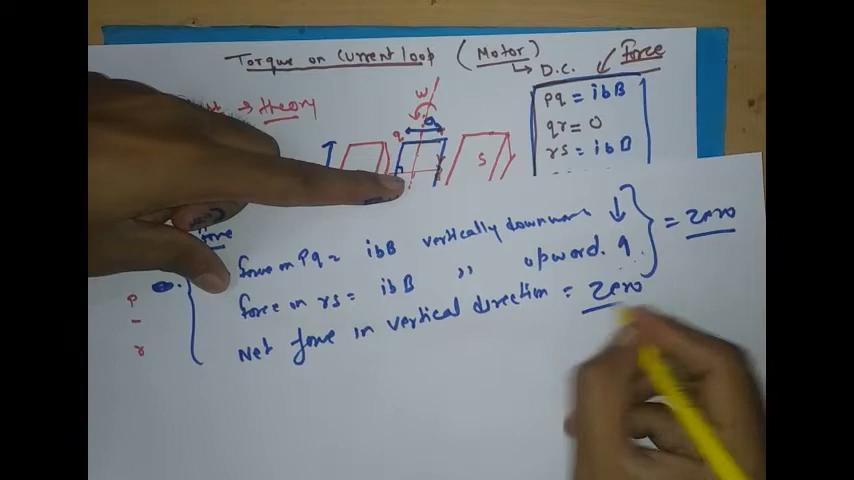 Torque on current loop (Motor)
↳ D.C.
Force
→ theory
ω
pq = ibB
qr = 0
rs = ibB
q
S
force on Pq = ibB vertically downward ↓
force on rs = ibB " upword. } = zero
Net force in vertical direction = zero
P
r